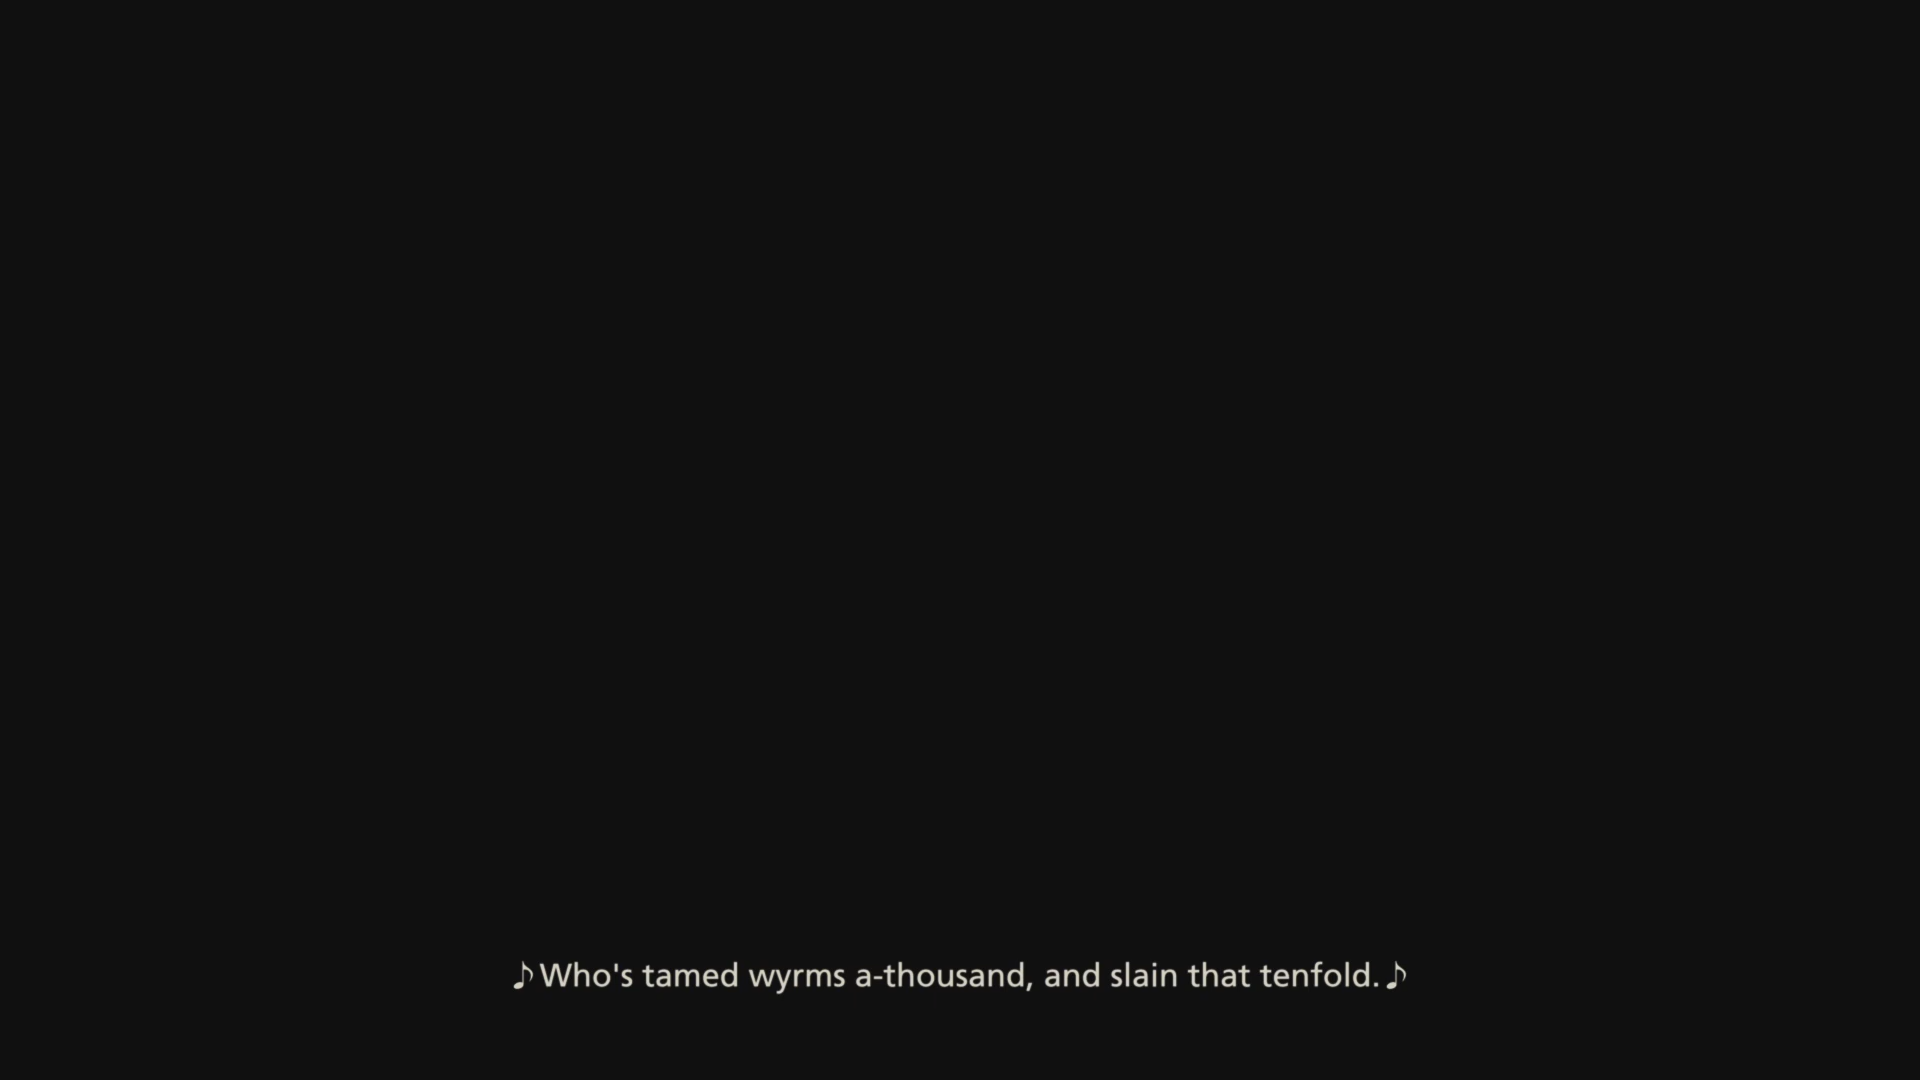 ♪Who's tamed wyrms a-thousand, and slain that tenfold.♪